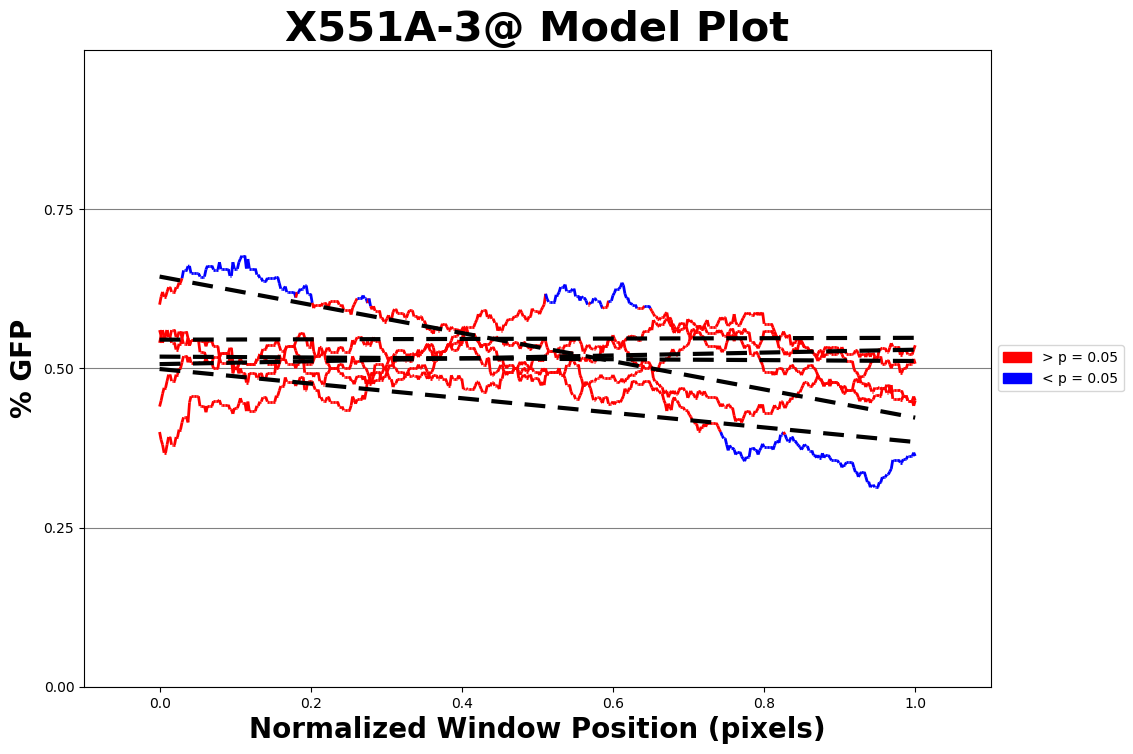 X551A-3@ Model Plot
% GFP
0.75
0.50
0.25
0.00
0.0 0.2 0.4 0.6 0.8 1.0
Normalized Window Position (pixels)
> p = 0.05
< p = 0.05